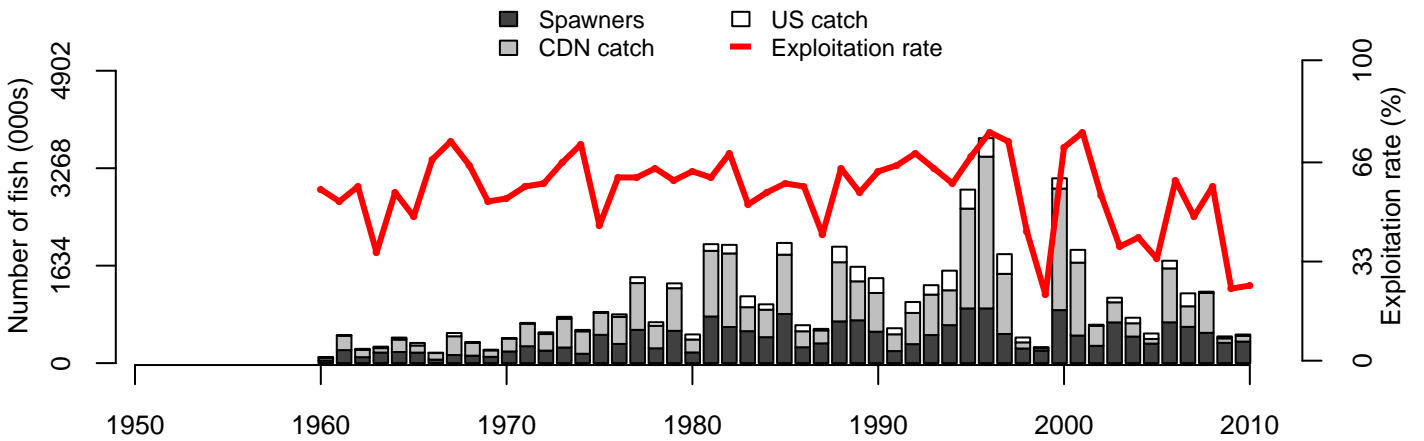 Spawners
CDN catch
US catch
Exploitation rate
Number of fish (000s)
4902
3268
1634
0
Exploitation rate (%)
100
66
33
0
1950 1960 1970 1980 1990 2000 2010